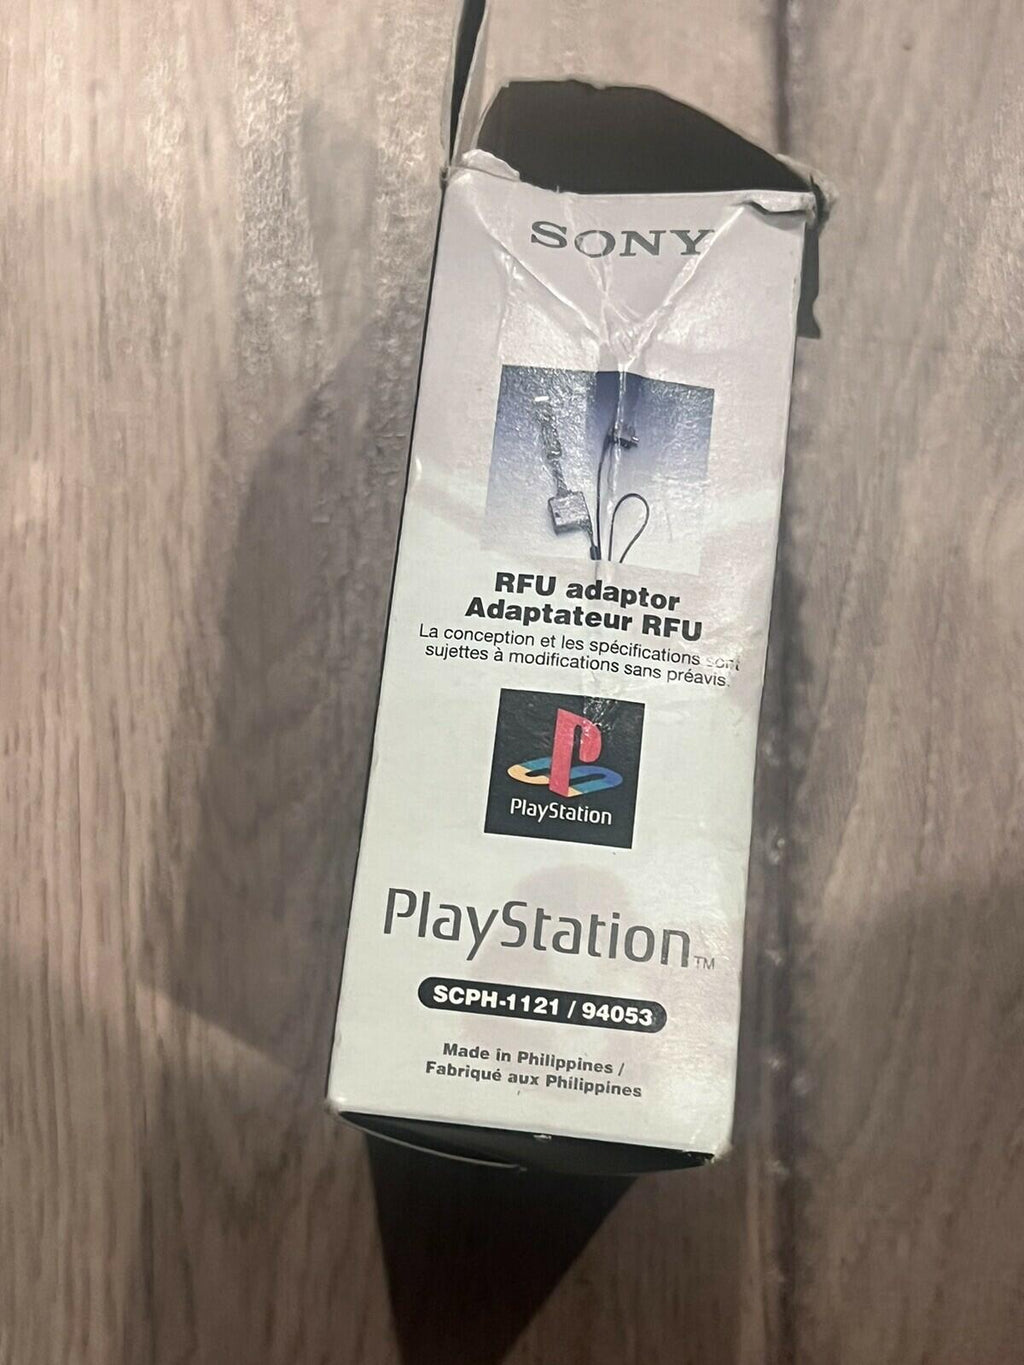 SONY
RFU adaptor
Adaptateur RFU
La conception et les spécifications sont
sujettes à modifications sans préavis.
PlayStation
PlayStation™
SCPH-1121 / 94053
Made in Philippines /
Fabriqué aux Philippines